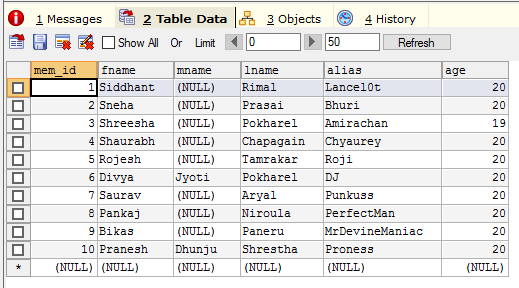 1 Messages 2 Table Data 3 Objects 4 History
Show All Or Limit 0 50 Refresh
mem_id fname mname lname alias age
1 Siddhant (NULL) Rimal Lancel0t 20
2 Sneha (NULL) Prasai Bhuri 20
3 Shreesha (NULL) Pokharel Amirachan 19
4 Shaurabh (NULL) Chapagain Chyaurey 20
5 Rojesh (NULL) Tamrakar Roji 20
6 Divya Jyoti Pokharel DJ 20
7 Saurav (NULL) Aryal Punkuss 20
8 Pankaj (NULL) Niroula PerfectMan 20
9 Bikas (NULL) Paneru MrDevineManiac 20
10 Pranesh Dhunju Shrestha Proness 20
* (NULL) (NULL) (NULL) (NULL) (NULL) (NULL)